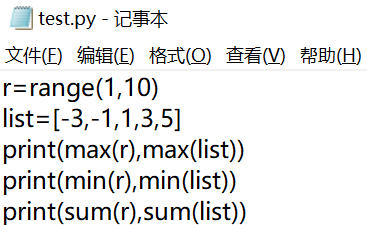 test.py - 记事本
文件(F) 编辑(E) 格式(O) 查看(V) 帮助(H)
r=range(1,10)
list=[-3,-1,1,3,5]
print(max(r),max(list))
print(min(r),min(list))
print(sum(r),sum(list))